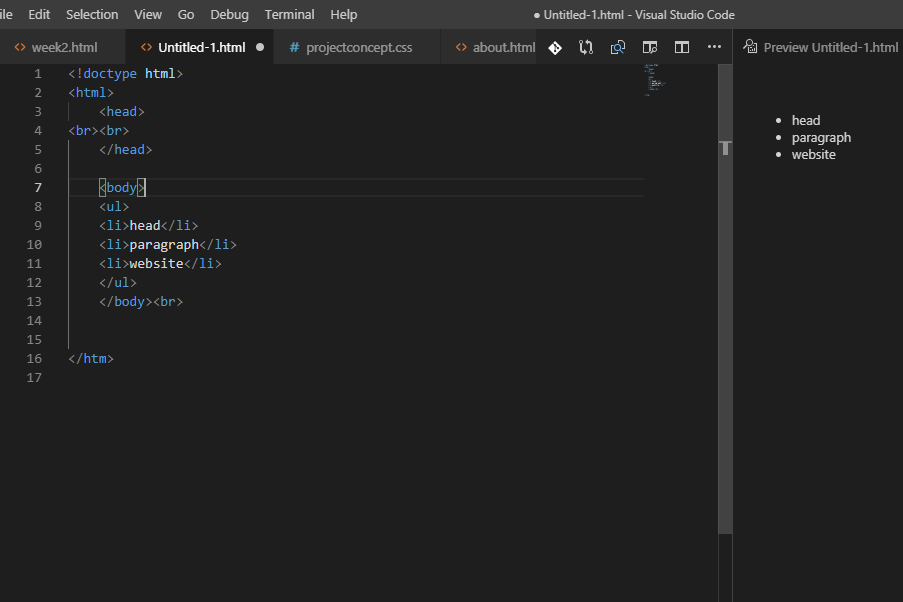 ile Edit Selection View Go Debug Terminal Help ● Untitled-1.html - Visual Studio Code
<> week2.html <> Untitled-1.html ● # projectconcept.css <> about.html Preview Untitled-1.html
1 <!doctype html>
2 <html>
3 <head>
4 <br><br>
5 </head>
6
7 <body>
8 <ul>
9 <li>head</li>
10 <li>paragraph</li>
11 <li>website</li>
12 </ul>
13 </body><br>
14
15
16 </htm>
17
• head
• paragraph
• website